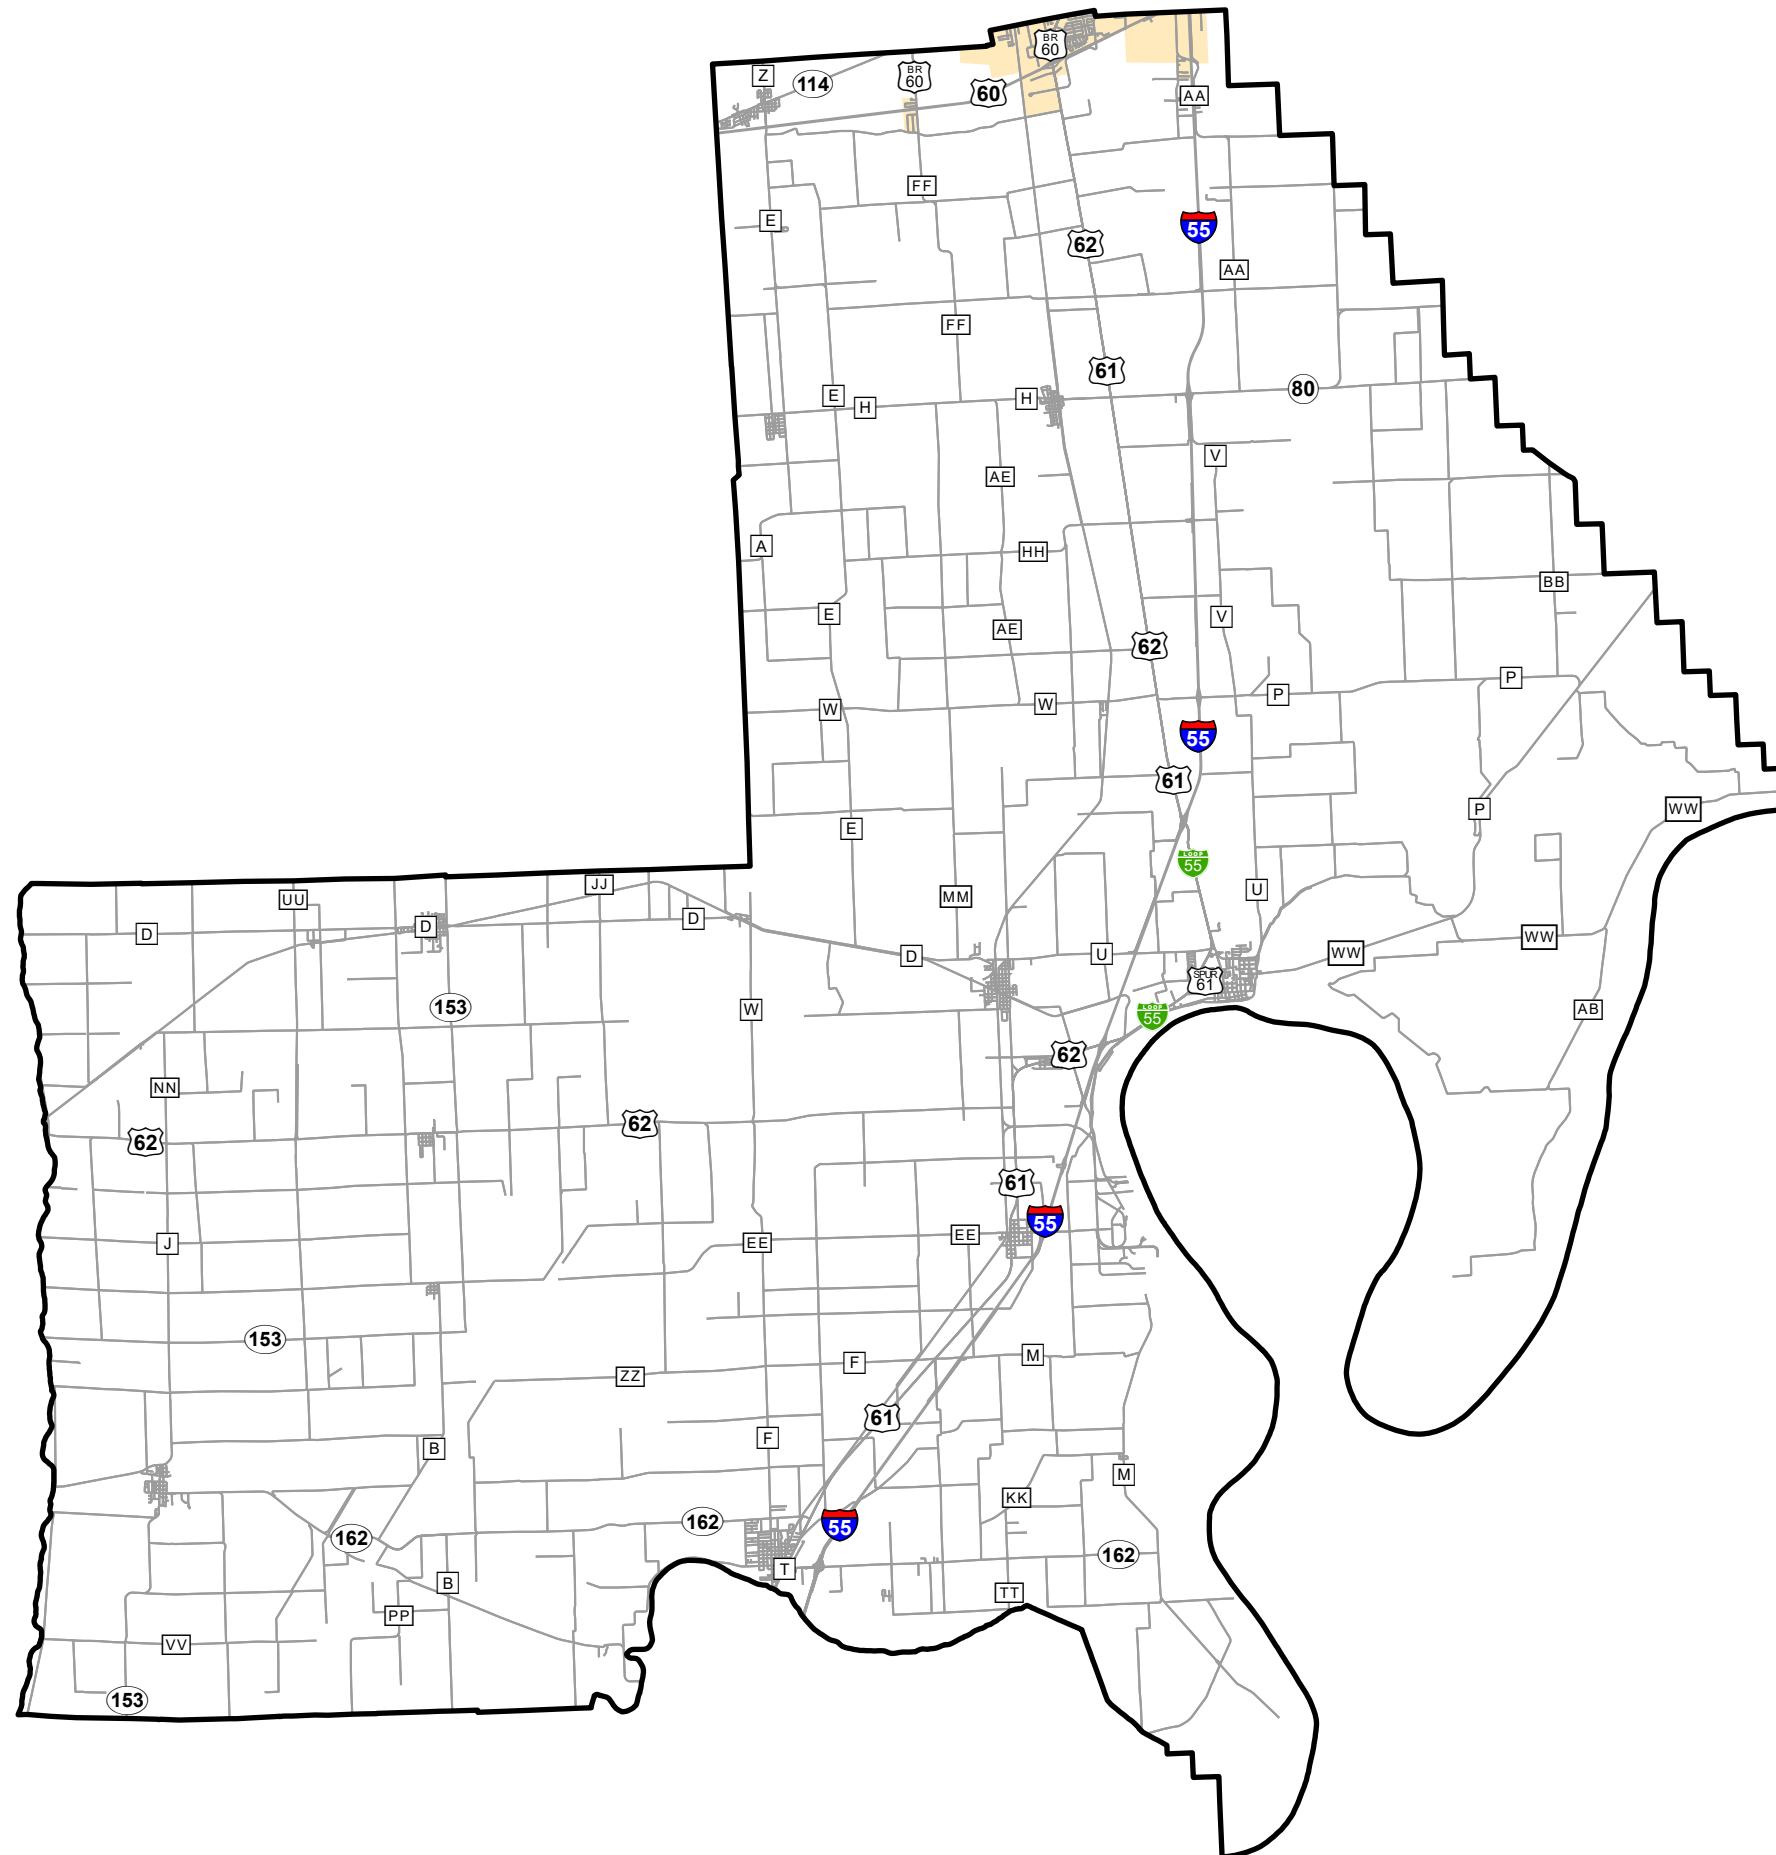 BR
60
Z
BR
60
114
60
AA
FF
E
55
62
AA
FF
61
80
E
H
H
V
AE
A
HH
BB
E
V
AE
62
P
P
W
W
55
61
P
WW
E
LOOP
55
JJ
U
UU
MM
D
D
D
WW
D
U
WW
SPUR
61
153
W
LOOP
55
AB
62
NN
62
62
61
55
J
EE
EE
153
M
F
ZZ
61
F
B
M
KK
162
55
162
162
T
B
TT
PP
VV
153